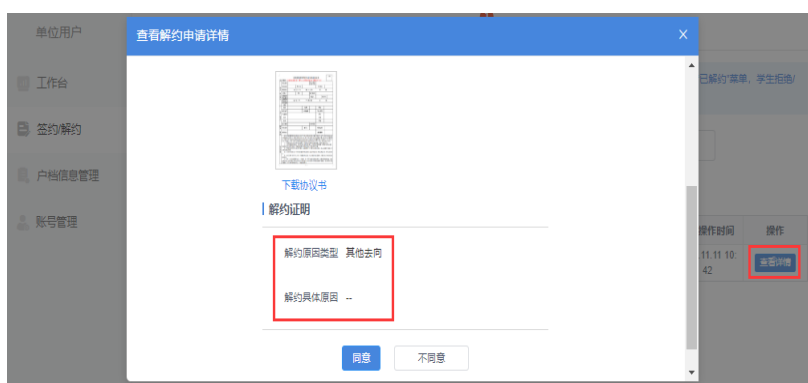 单位用户
查看解约申请详情
X
工作台
已解约"菜单，学生拒绝/
签约/解约
户档信息管理
下载协议书
解约证明
账号管理
操作时间
操作
解约原因类型 其他去向
11.11 10:
42
查看详情
解约具体原因 --
同意
不同意